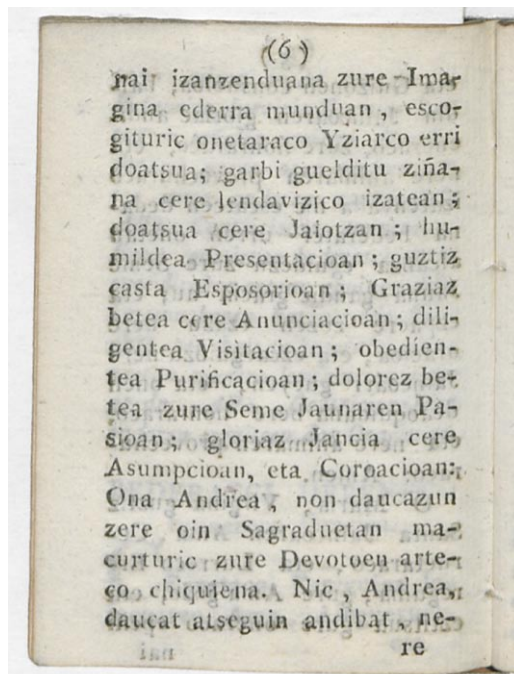 (6)
nai izanzenduana zure Ima-
gina ederra munduan, esco-
gituric onetaraco Yziarco erri
doatsua; garbi guelditu ziña-
na cere lendavizico izatean;
doatsua cere Jaiotzan; hu-
mildea Presentacioan; guztiz
casta Esposorioan; Graziaz
betea cere Anunciacioan; dili-
gentea Visitacioan; obedien-
tea Purificacioan; dolorez be-
tea zure Seme Jaunaren Pa-
sioan; gloriaz Jancia cere
Asumpcioan, eta Coroacioan:
Ona Andrea, non daucazun
zere oin Sagraduetan ma-
curturic zure Devotoen arte-
co chiquiena. Nic, Andrea,
daucat atseguin andibat, ne-
re